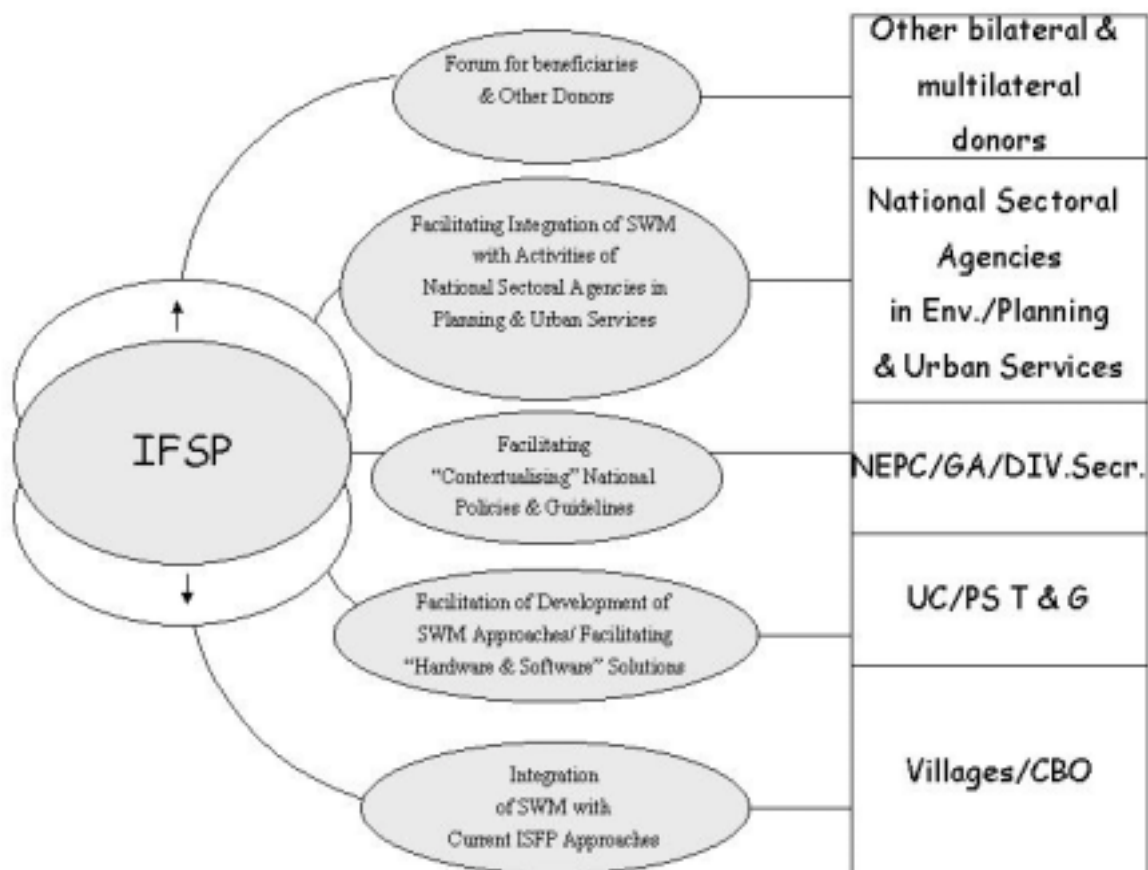 Forum for beneficiaries
& Other Donors
Other bilateral &
multilateral
donors
Facilitating Integration of SWM
with Activities of
National Sectoral Agencies in
Planning & Urban Services
National Sectoral
Agencies
in Env./Planning
& Urban Services
IFSP
Facilitating
“Contextualising” National
Policies & Guidelines
NEPC/GA/DIV.Secr.
Facilitation of Development of
SWM Approaches/ Facilitating
“Hardware & Software” Solutions
UC/PS T & G
Integration
of SWM with
Current ISFP Approaches
Villages/CBO